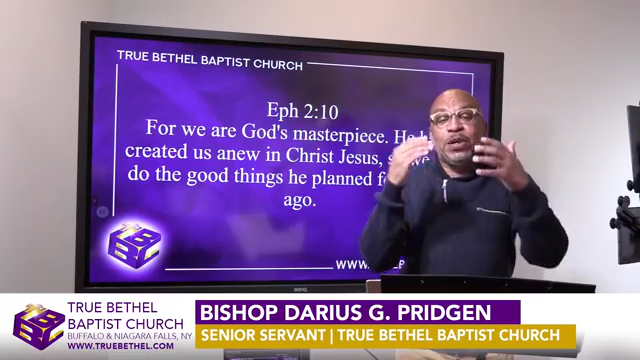 TRUE BETHEL BAPTIST CHURCH
Eph 2:10
For we are God's masterpiece. He
created us anew in Christ Jesus,
do the good things he planned
ago.
WWW.
TRUE BETHEL
BAPTIST CHURCH
BUFFALO & NIAGARA FALLS, NY
WWW.TRUEBETHEL.COM
BISHOP DARIUS G. PRIDGEN
SENIOR SERVANT | TRUE BETHEL BAPTIST CHURCH